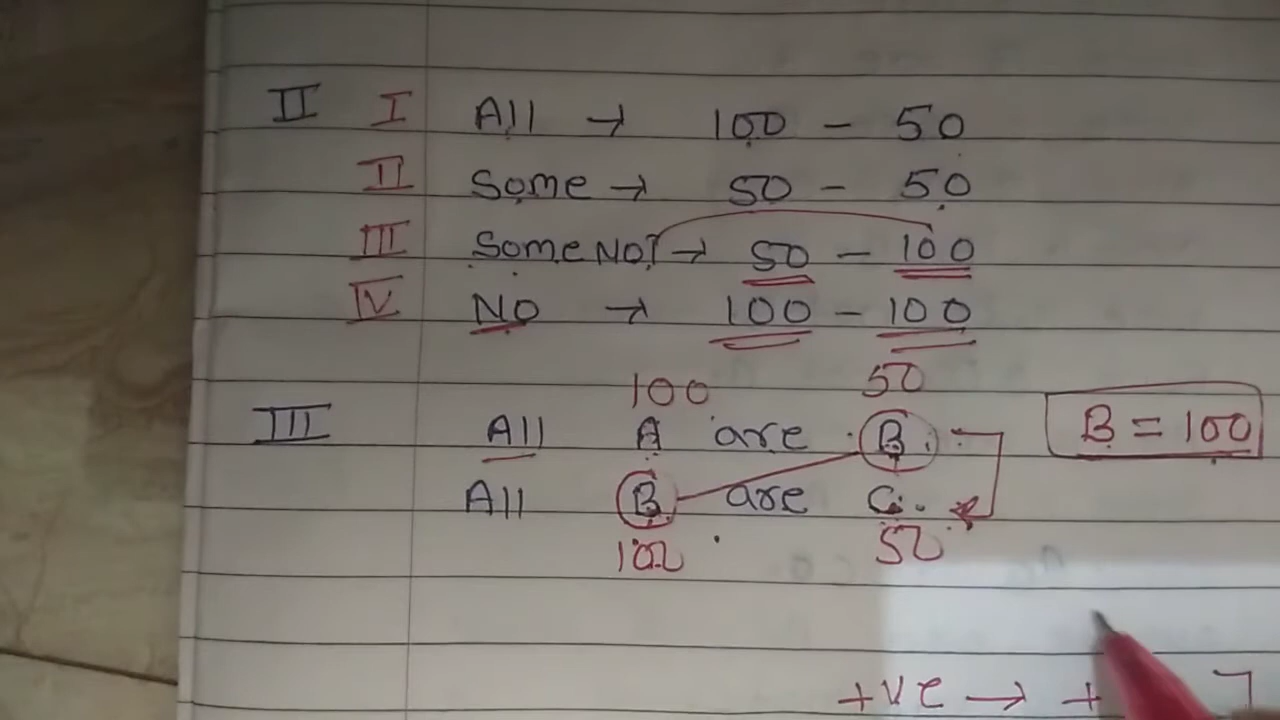 II I All → 100 - 50
II Some → 50 - 50
III Some NOT → 50 - 100
IV NO → 100 - 100
100 50
III All A are B. B = 100
All B are C.
100 50
+ve → +